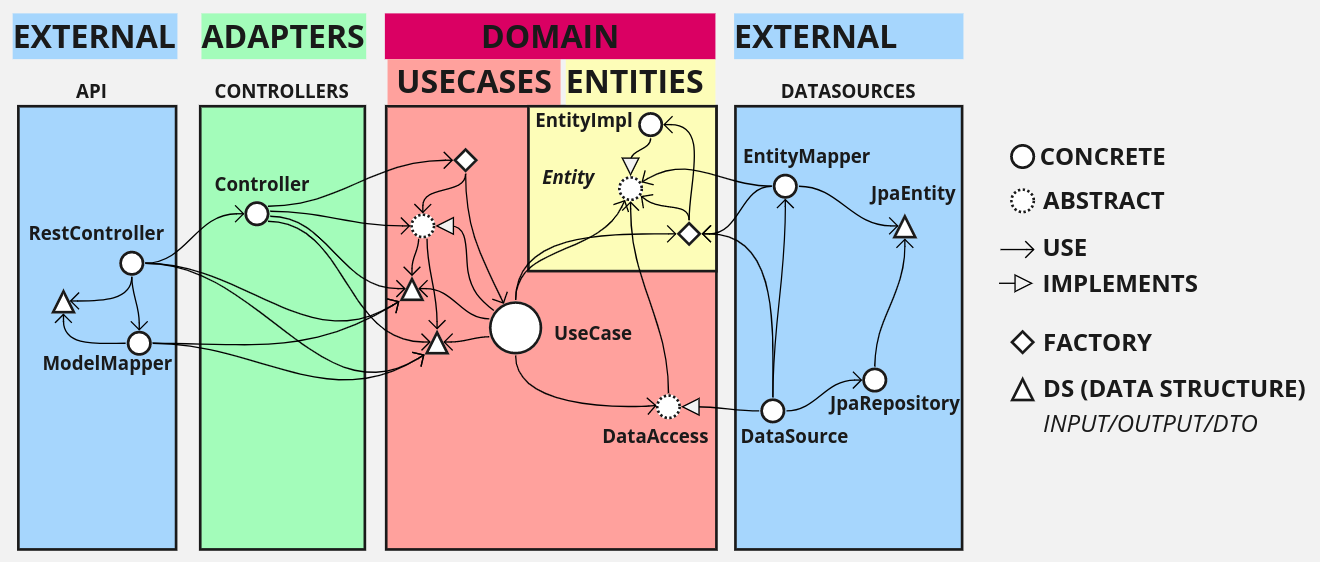 EXTERNAL
ADAPTERS
DOMAIN
EXTERNAL
USECASES
ENTITIES
API
CONTROLLERS
DATASOURCES
EntityImpl
Entity
EntityMapper
JpaEntity
Controller
RestController
ModelMapper
UseCase
DataAccess
DataSource
JpaRepository
CONCRETE
ABSTRACT
USE
IMPLEMENTS
FACTORY
DS (DATA STRUCTURE)
INPUT/OUTPUT/DTO